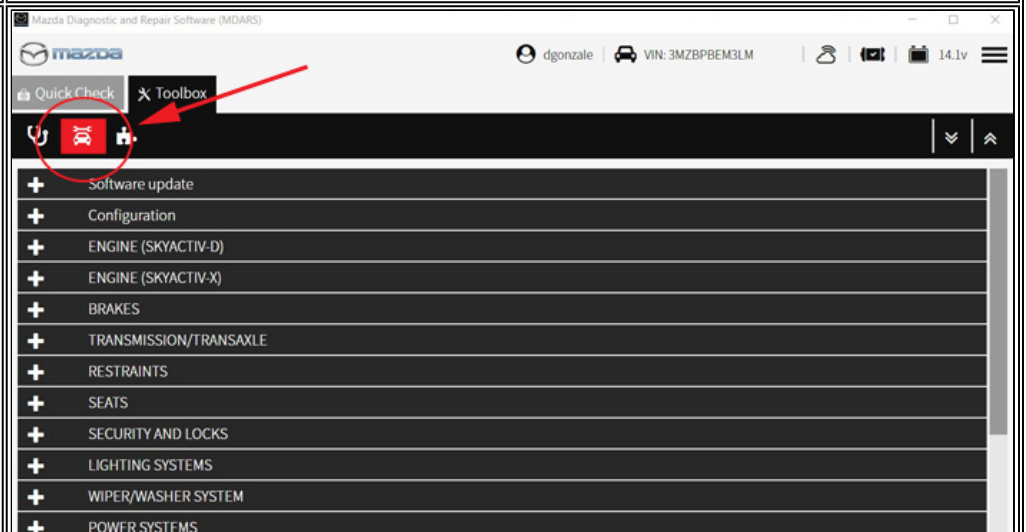 Mazda Diagnostic and Repair Software (MDARS)
mazda
dgonzale VIN: 3MZBPBEM3LM 14.1v
Quick Check Toolbox
Software update
Configuration
ENGINE (SKYACTIV-D)
ENGINE (SKYACTIV-X)
BRAKES
TRANSMISSION/TRANSAXLE
RESTRAINTS
SEATS
SECURITY AND LOCKS
LIGHTING SYSTEMS
WIPER/WASHER SYSTEM
POWER SYSTEMS